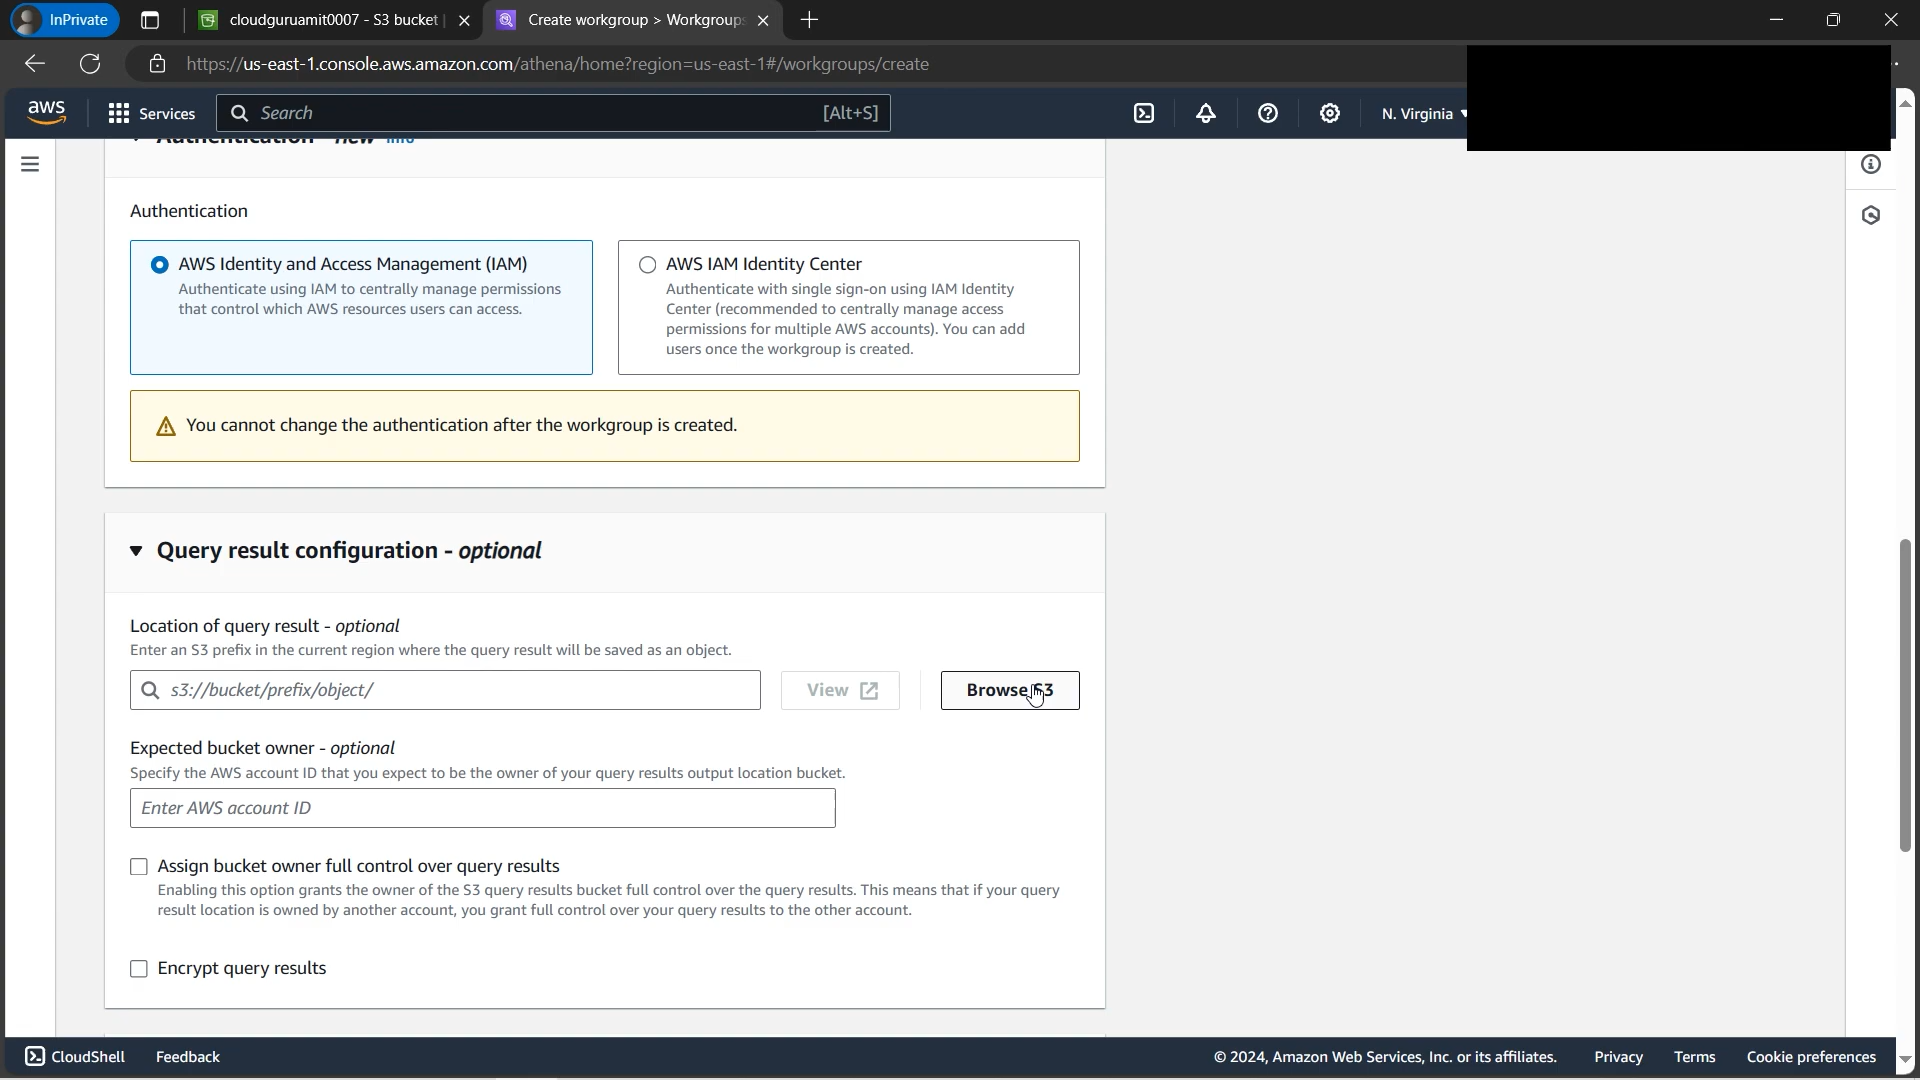 InPrivate
cloudguruamit0007 - S3 bucket
Create workgroup > Workgroups
https://us-east-1.console.aws.amazon.com/athena/home?region=us-east-1#/workgroups/create
aws
Services
Search
[Alt+S]
N. Virginia
Authentication - new Info
Authentication
AWS Identity and Access Management (IAM)
Authenticate using IAM to centrally manage permissions
that control which AWS resources users can access.
AWS IAM Identity Center
Authenticate with single sign-on using IAM Identity
Center (recommended to centrally manage access
permissions for multiple AWS accounts). You can add
users once the workgroup is created.
You cannot change the authentication after the workgroup is created.
Query result configuration - optional
Location of query result - optional
Enter an S3 prefix in the current region where the query result will be saved as an object.
s3://bucket/prefix/object/
View
Browse S3
Expected bucket owner - optional
Specify the AWS account ID that you expect to be the owner of your query results output location bucket.
Enter AWS account ID
Assign bucket owner full control over query results
Enabling this option grants the owner of the S3 query results bucket full control over the query results. This means that if your query
result location is owned by another account, you grant full control over your query results to the other account.
Encrypt query results
CloudShell
Feedback
© 2024, Amazon Web Services, Inc. or its affiliates.
Privacy
Terms
Cookie preferences